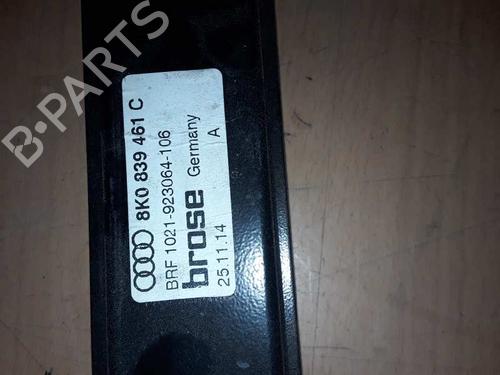 8K0 839 461 C
BRF 1021-923064-106
brose Germany A
25.11.14
B-PARTS